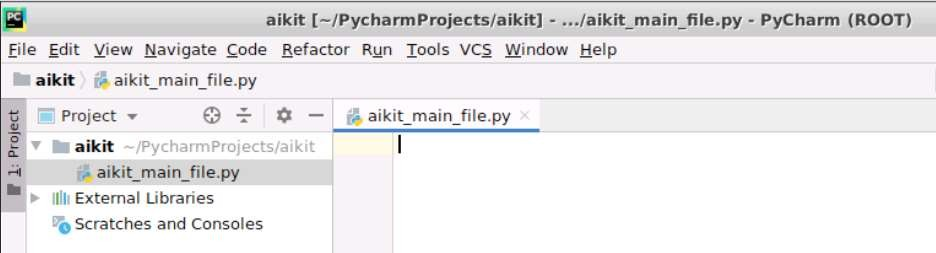 PC
aikit [~/PycharmProjects/aikit] - .../aikit_main_file.py - PyCharm (ROOT)
File Edit View Navigate Code Refactor Run Tools VCS Window Help
aikit aikit_main_file.py
1: Project
Project
aikit_main_file.py
aikit ~/PycharmProjects/aikit
aikit_main_file.py
External Libraries
Scratches and Consoles